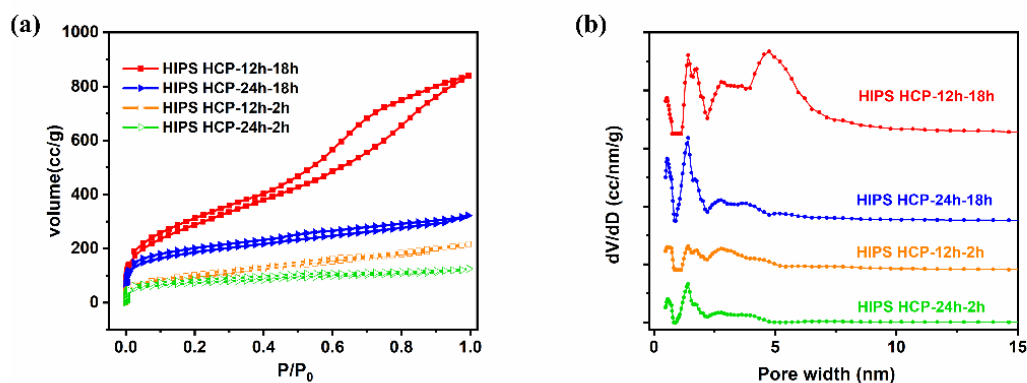 (a)
1000
800
600
400
200
0
volume(cc/g)
HIPS HCP-12h-18h
HIPS HCP-24h-18h
HIPS HCP-12h-2h
HIPS HCP-24h-2h
0.0 0.2 0.4 0.6 0.8 1.0
P/P0
(b)
dV/dD (cc/nm/g)
HIPS HCP-12h-18h
HIPS HCP-24h-18h
HIPS HCP-12h-2h
HIPS HCP-24h-2h
0 5 10 15
Pore width (nm)